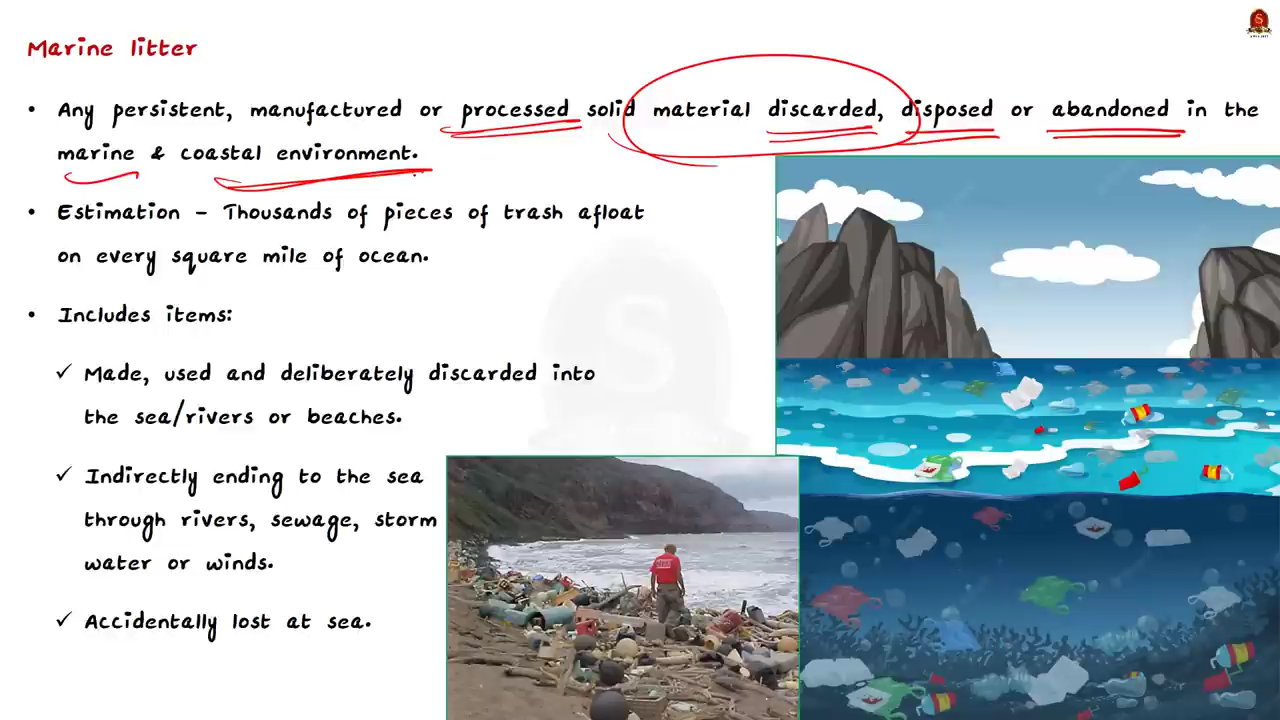 Marine litter
• Any persistent, manufactured or processed solid material discarded, disposed or abandoned in the
marine & coastal environment.
• Estimation – Thousands of pieces of trash afloat
on every square mile of ocean.
• Includes items:
✓ Made, used and deliberately discarded into
the sea/rivers or beaches.
✓ Indirectly ending to the sea
through rivers, sewage, storm
water or winds.
✓ Accidentally lost at sea.
S
S